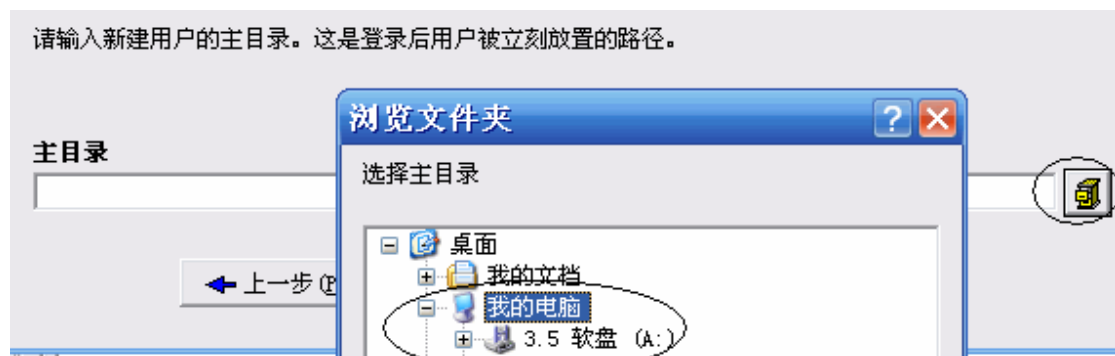 请输入新建用户的主目录。这是登录后用户被立刻放置的路径。
浏览文件夹
主目录
选择主目录
桌面
我的文档
上一步(P
我的电脑
3.5 软盘 (A:)